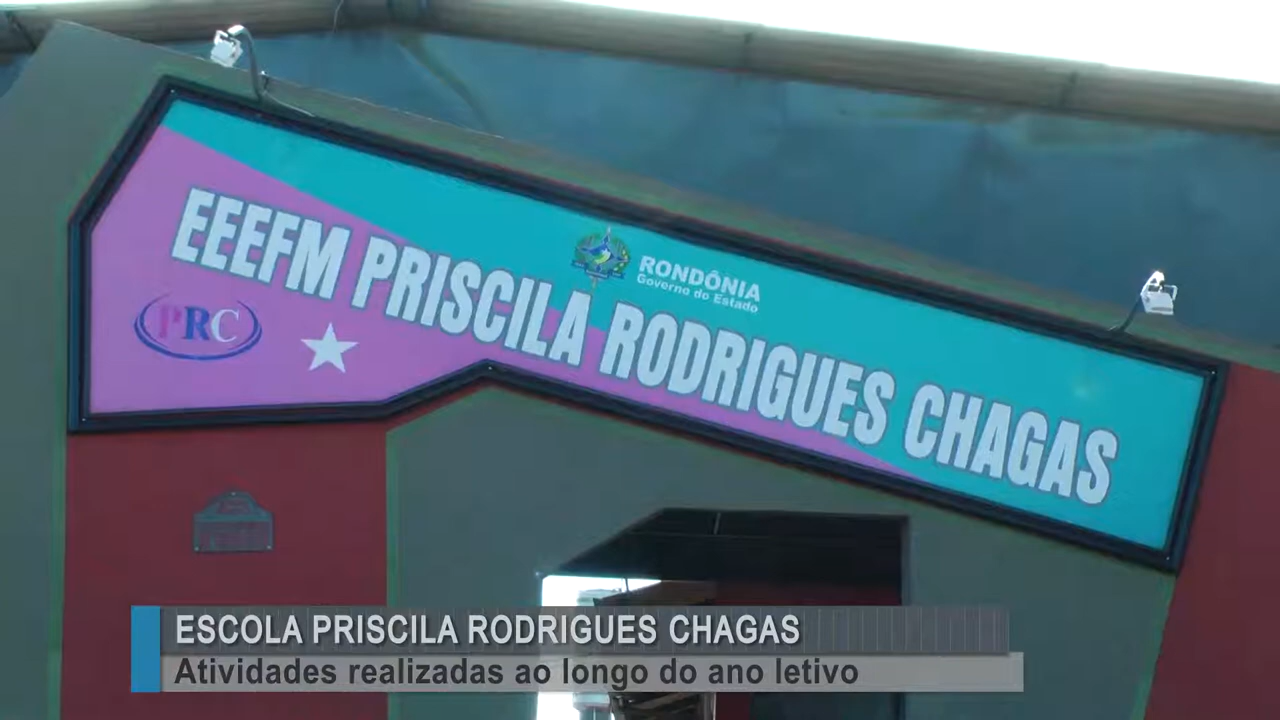 RONDÔNIA
Governo do Estado
EEEFM PRISCILA RODRIGUES CHAGAS
PRC
ESCOLA PRISCILA RODRIGUES CHAGAS
Atividades realizadas ao longo do ano letivo